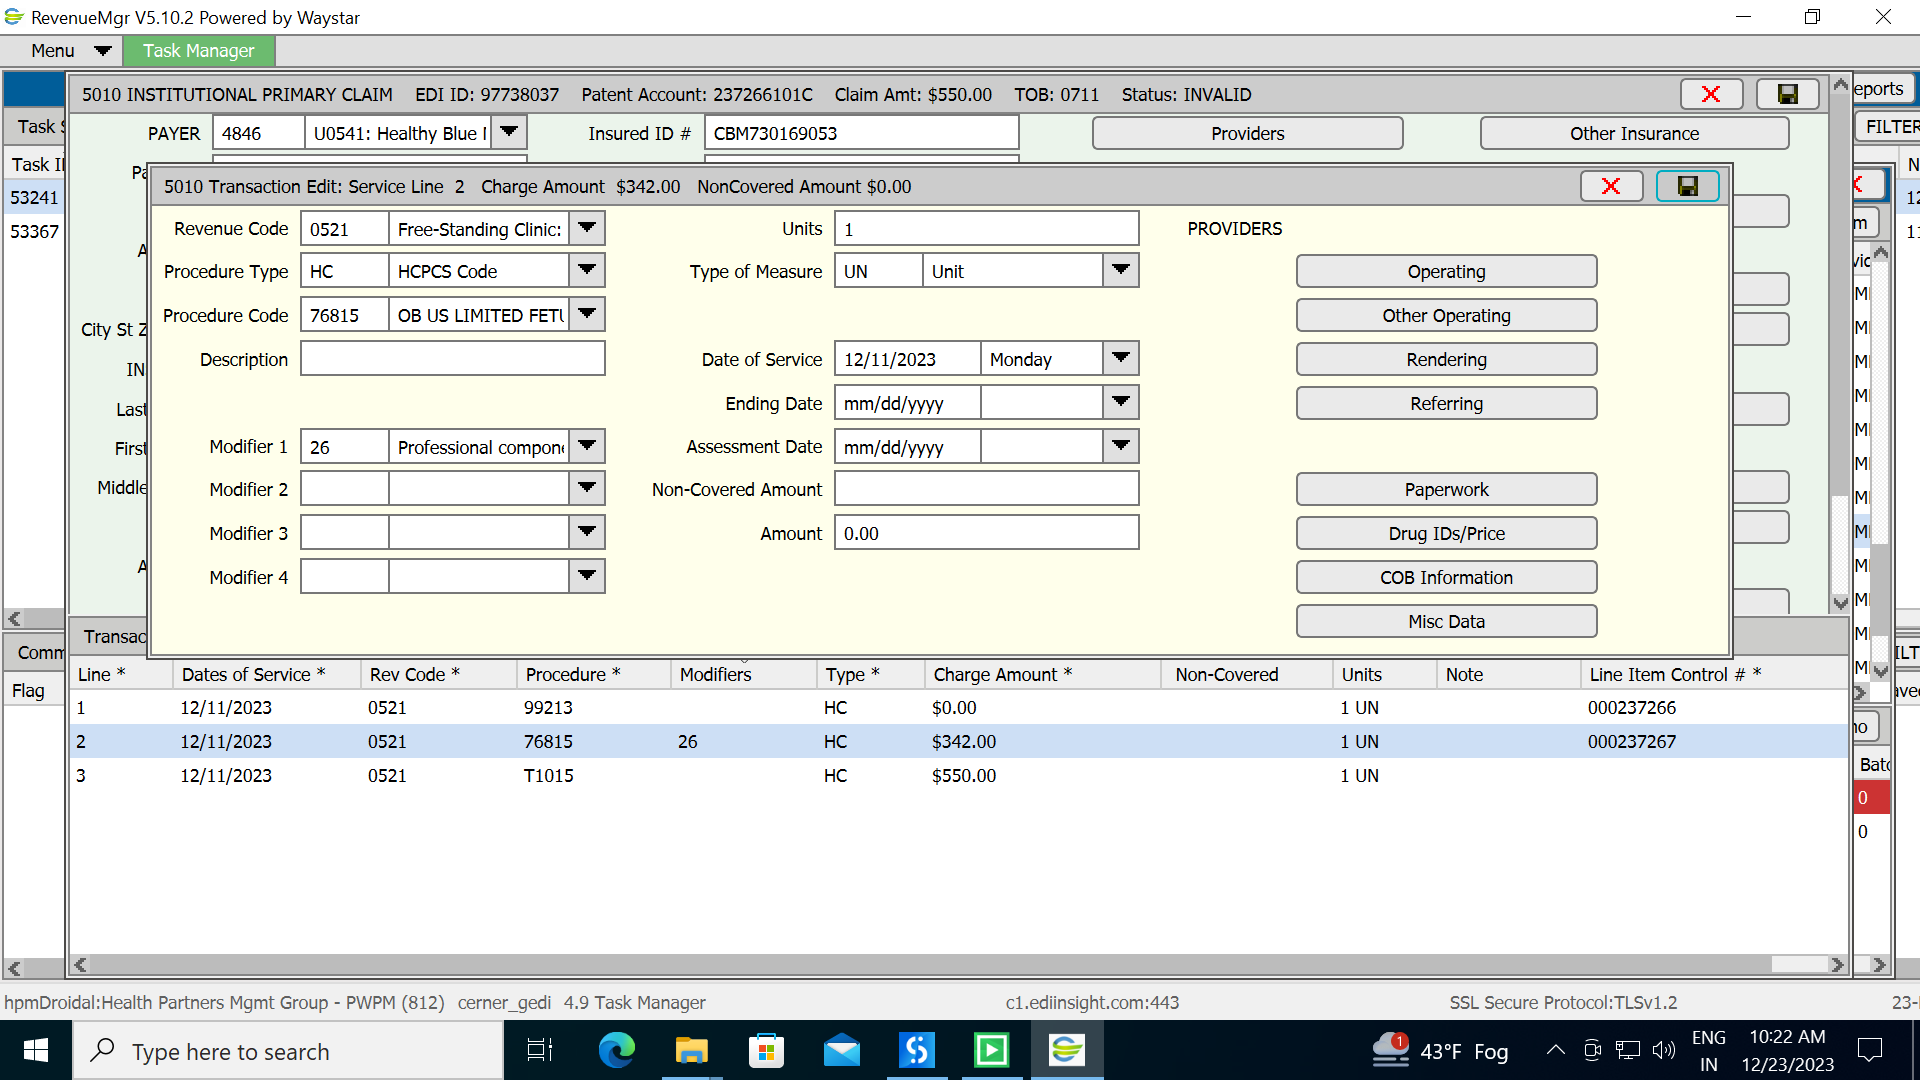 RevenueMgr V5.10.2 Powered by Waystar
Menu Task Manager
5010 INSTITUTIONAL PRIMARY CLAIM EDI ID: 97738037 Patent Account: 237266101C Claim Amt: $550.00 TOB: 0711 Status: INVALID
eports
Task S
PAYER 4846 U0541: Healthy Blue Insured ID # CBM730169053 Providers Other Insurance
FILTER
Task I
Pa
N
5010 Transaction Edit: Service Line 2 Charge Amount $342.00 NonCovered Amount $0.00
53241
12
Revenue Code 0521 Free-Standing Clinic: Units 1 PROVIDERS
m
53367
A
vic
Procedure Type HC HCPCS Code Type of Measure UN Unit Operating
Procedure Code 76815 OB US LIMITED FETU Other Operating
City St Z
Description Date of Service 12/11/2023 Monday Rendering
IN
Ending Date mm/dd/yyyy Referring
Last
First
Modifier 1 26 Professional compone Assessment Date mm/dd/yyyy
Middle
Modifier 2 Non-Covered Amount Paperwork
Modifier 3 Amount 0.00 Drug IDs/Price
A
Modifier 4 COB Information
Misc Data
Transac
Comm
ILT
Line * Dates of Service * Rev Code * Procedure * Modifiers Type * Charge Amount * Non-Covered Units Note Line Item Control # *
Flag
ave
1 12/11/2023 0521 99213 HC $0.00 1 UN 000237266
2 12/11/2023 0521 76815 26 HC $342.00 1 UN 000237267
no
3 12/11/2023 0521 T1015 HC $550.00 1 UN
Batc
0
0
hpmDroidal:Health Partners Mgmt Group - PWPM (812) cerner_gedi 4.9 Task Manager c1.ediinsight.com:443 SSL Secure Protocol:TLSv1.2 23-
Type here to search
1
43°F Fog
ENG
IN
10:22 AM
12/23/2023